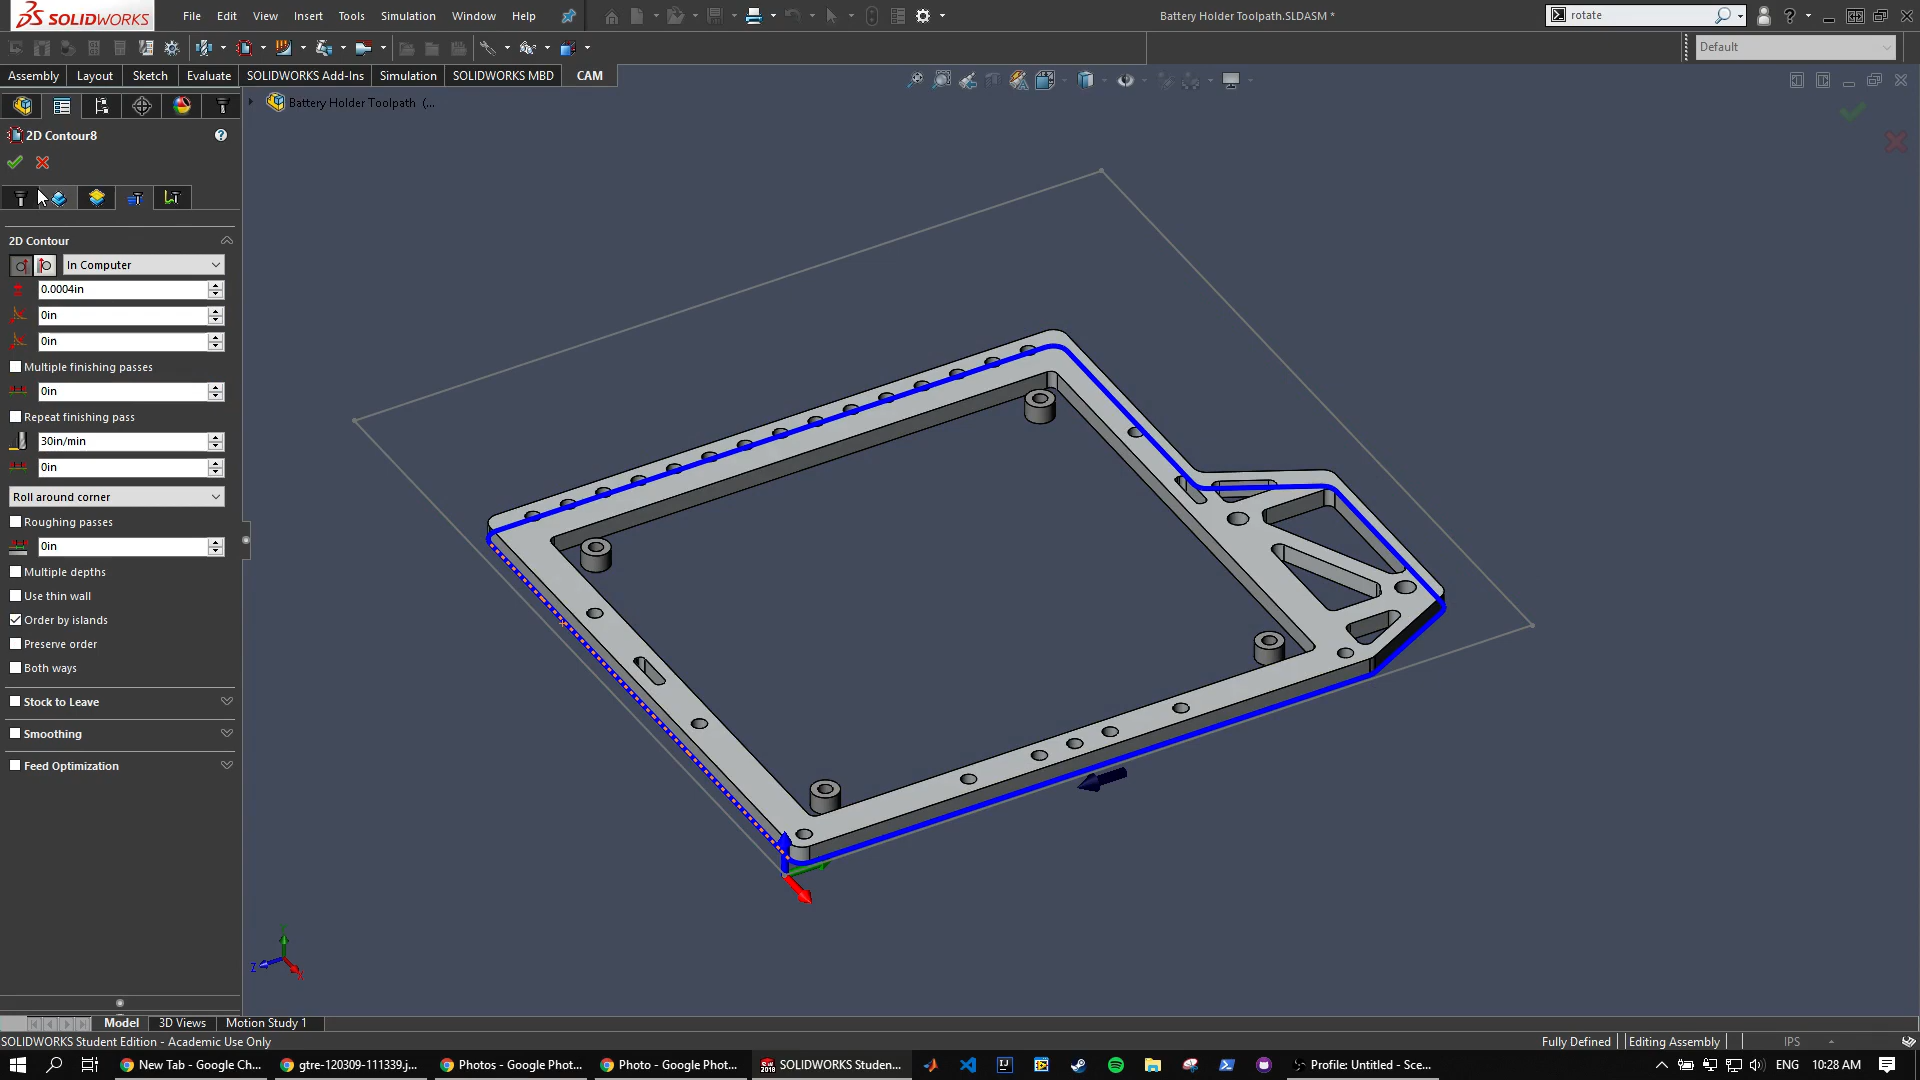 SOLIDWORKS
File Edit View Insert Tools Simulation Window Help
Battery Holder Toolpath.SLDASM *
rotate
Default
Assembly Layout Sketch Evaluate SOLIDWORKS Add-Ins Simulation SOLIDWORKS MBD CAM
Battery Holder Toolpath (...
2D Contour8
2D Contour
In Computer
0.0004in
0in
0in
Multiple finishing passes
0in
Repeat finishing pass
30in/min
0in
Roll around corner
Roughing passes
0in
Multiple depths
Use thin wall
Order by islands
Preserve order
Both ways
Stock to Leave
Smoothing
Feed Optimization
Z
Model 3D Views Motion Study 1
SOLIDWORKS Student Edition - Academic Use Only
Fully Defined Editing Assembly IPS
New Tab - Google Ch...
gtre-120309-111339.j...
Photos - Google Phot...
Photo - Google Phot...
SOLIDWORKS Studen...
Profile: Untitled - Sce...
ENG 10:28 AM